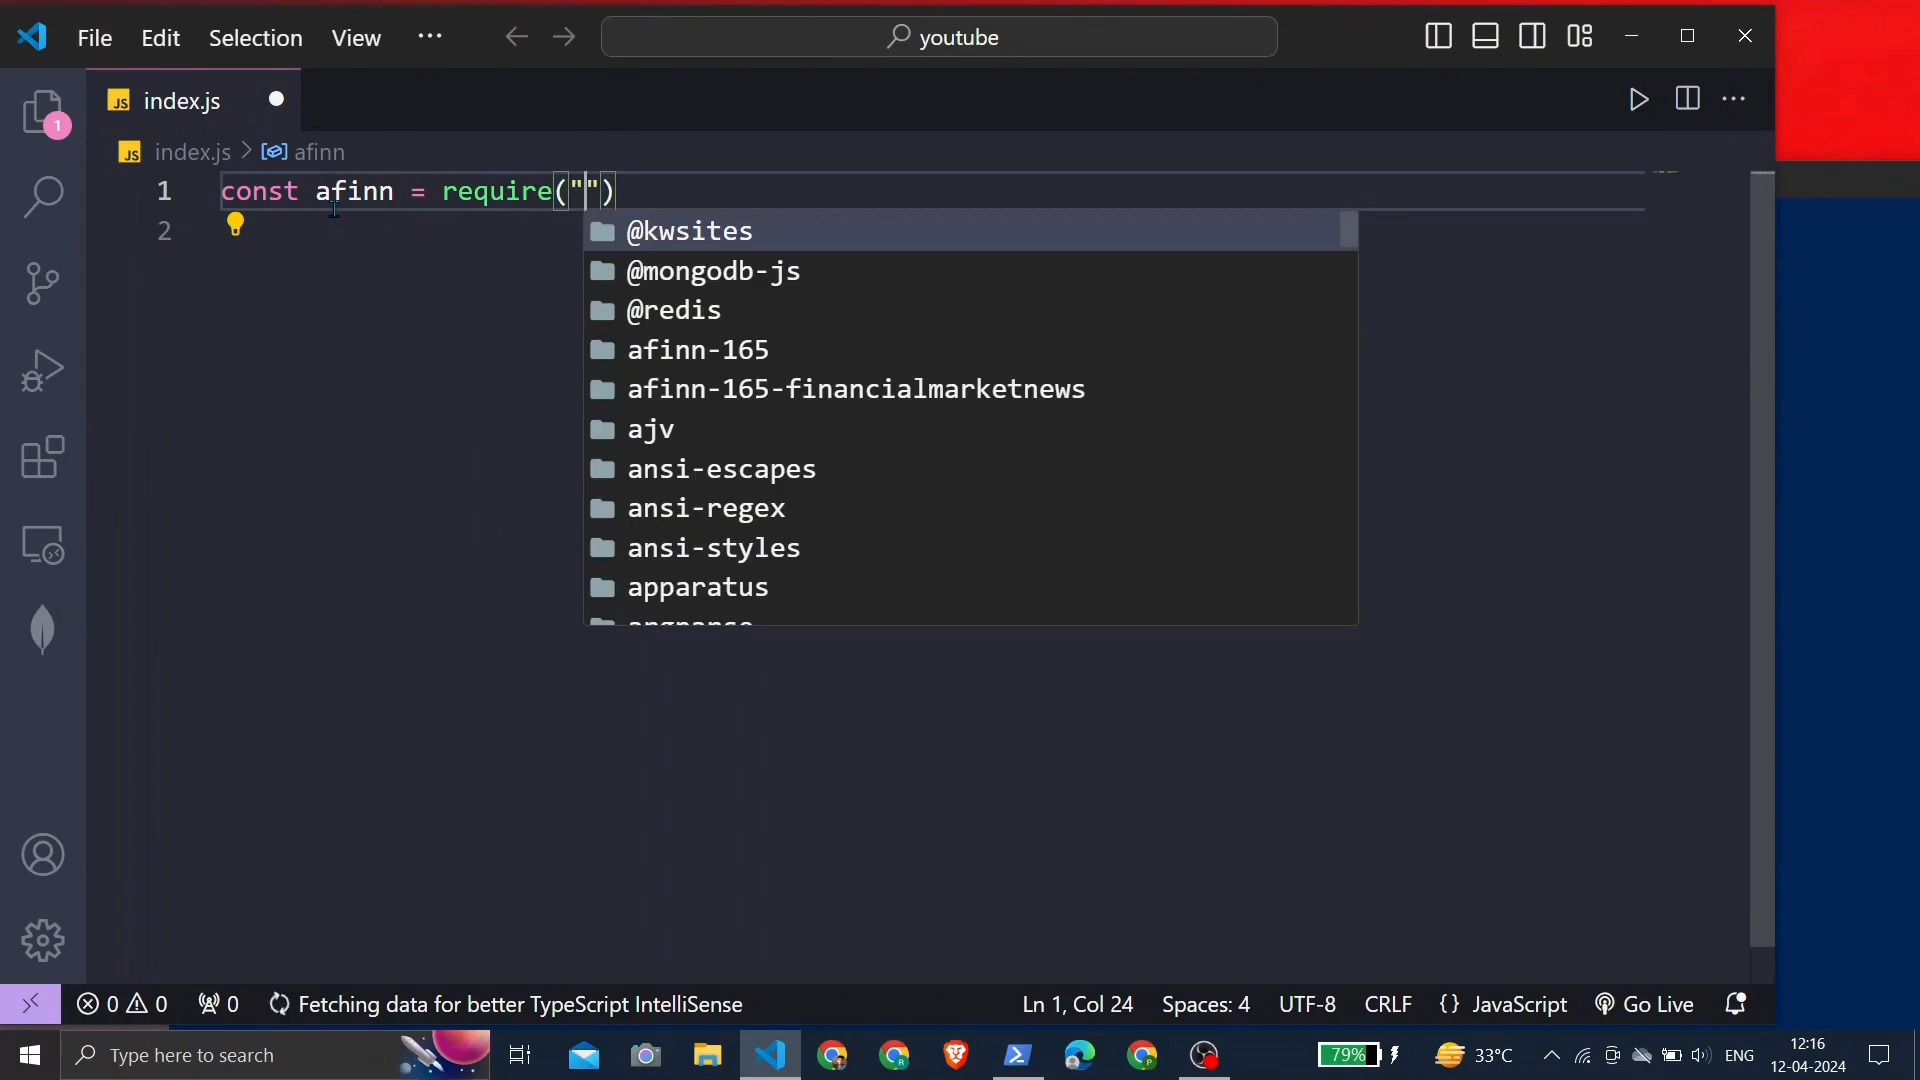 File Edit Selection View ··· youtube
JS index.js
JS index.js > afinn
1 const afinn = require("")
2
@kwsites
@mongodb-js
@redis
afinn-165
afinn-165-financialmarketnews
ajv
ansi-escapes
ansi-regex
ansi-styles
apparatus
1
0 0 0 Fetching data for better TypeScript IntelliSense Ln 1, Col 24 Spaces: 4 UTF-8 CRLF {} JavaScript Go Live
Type here to search 79% 33°C ENG 12:16
12-04-2024